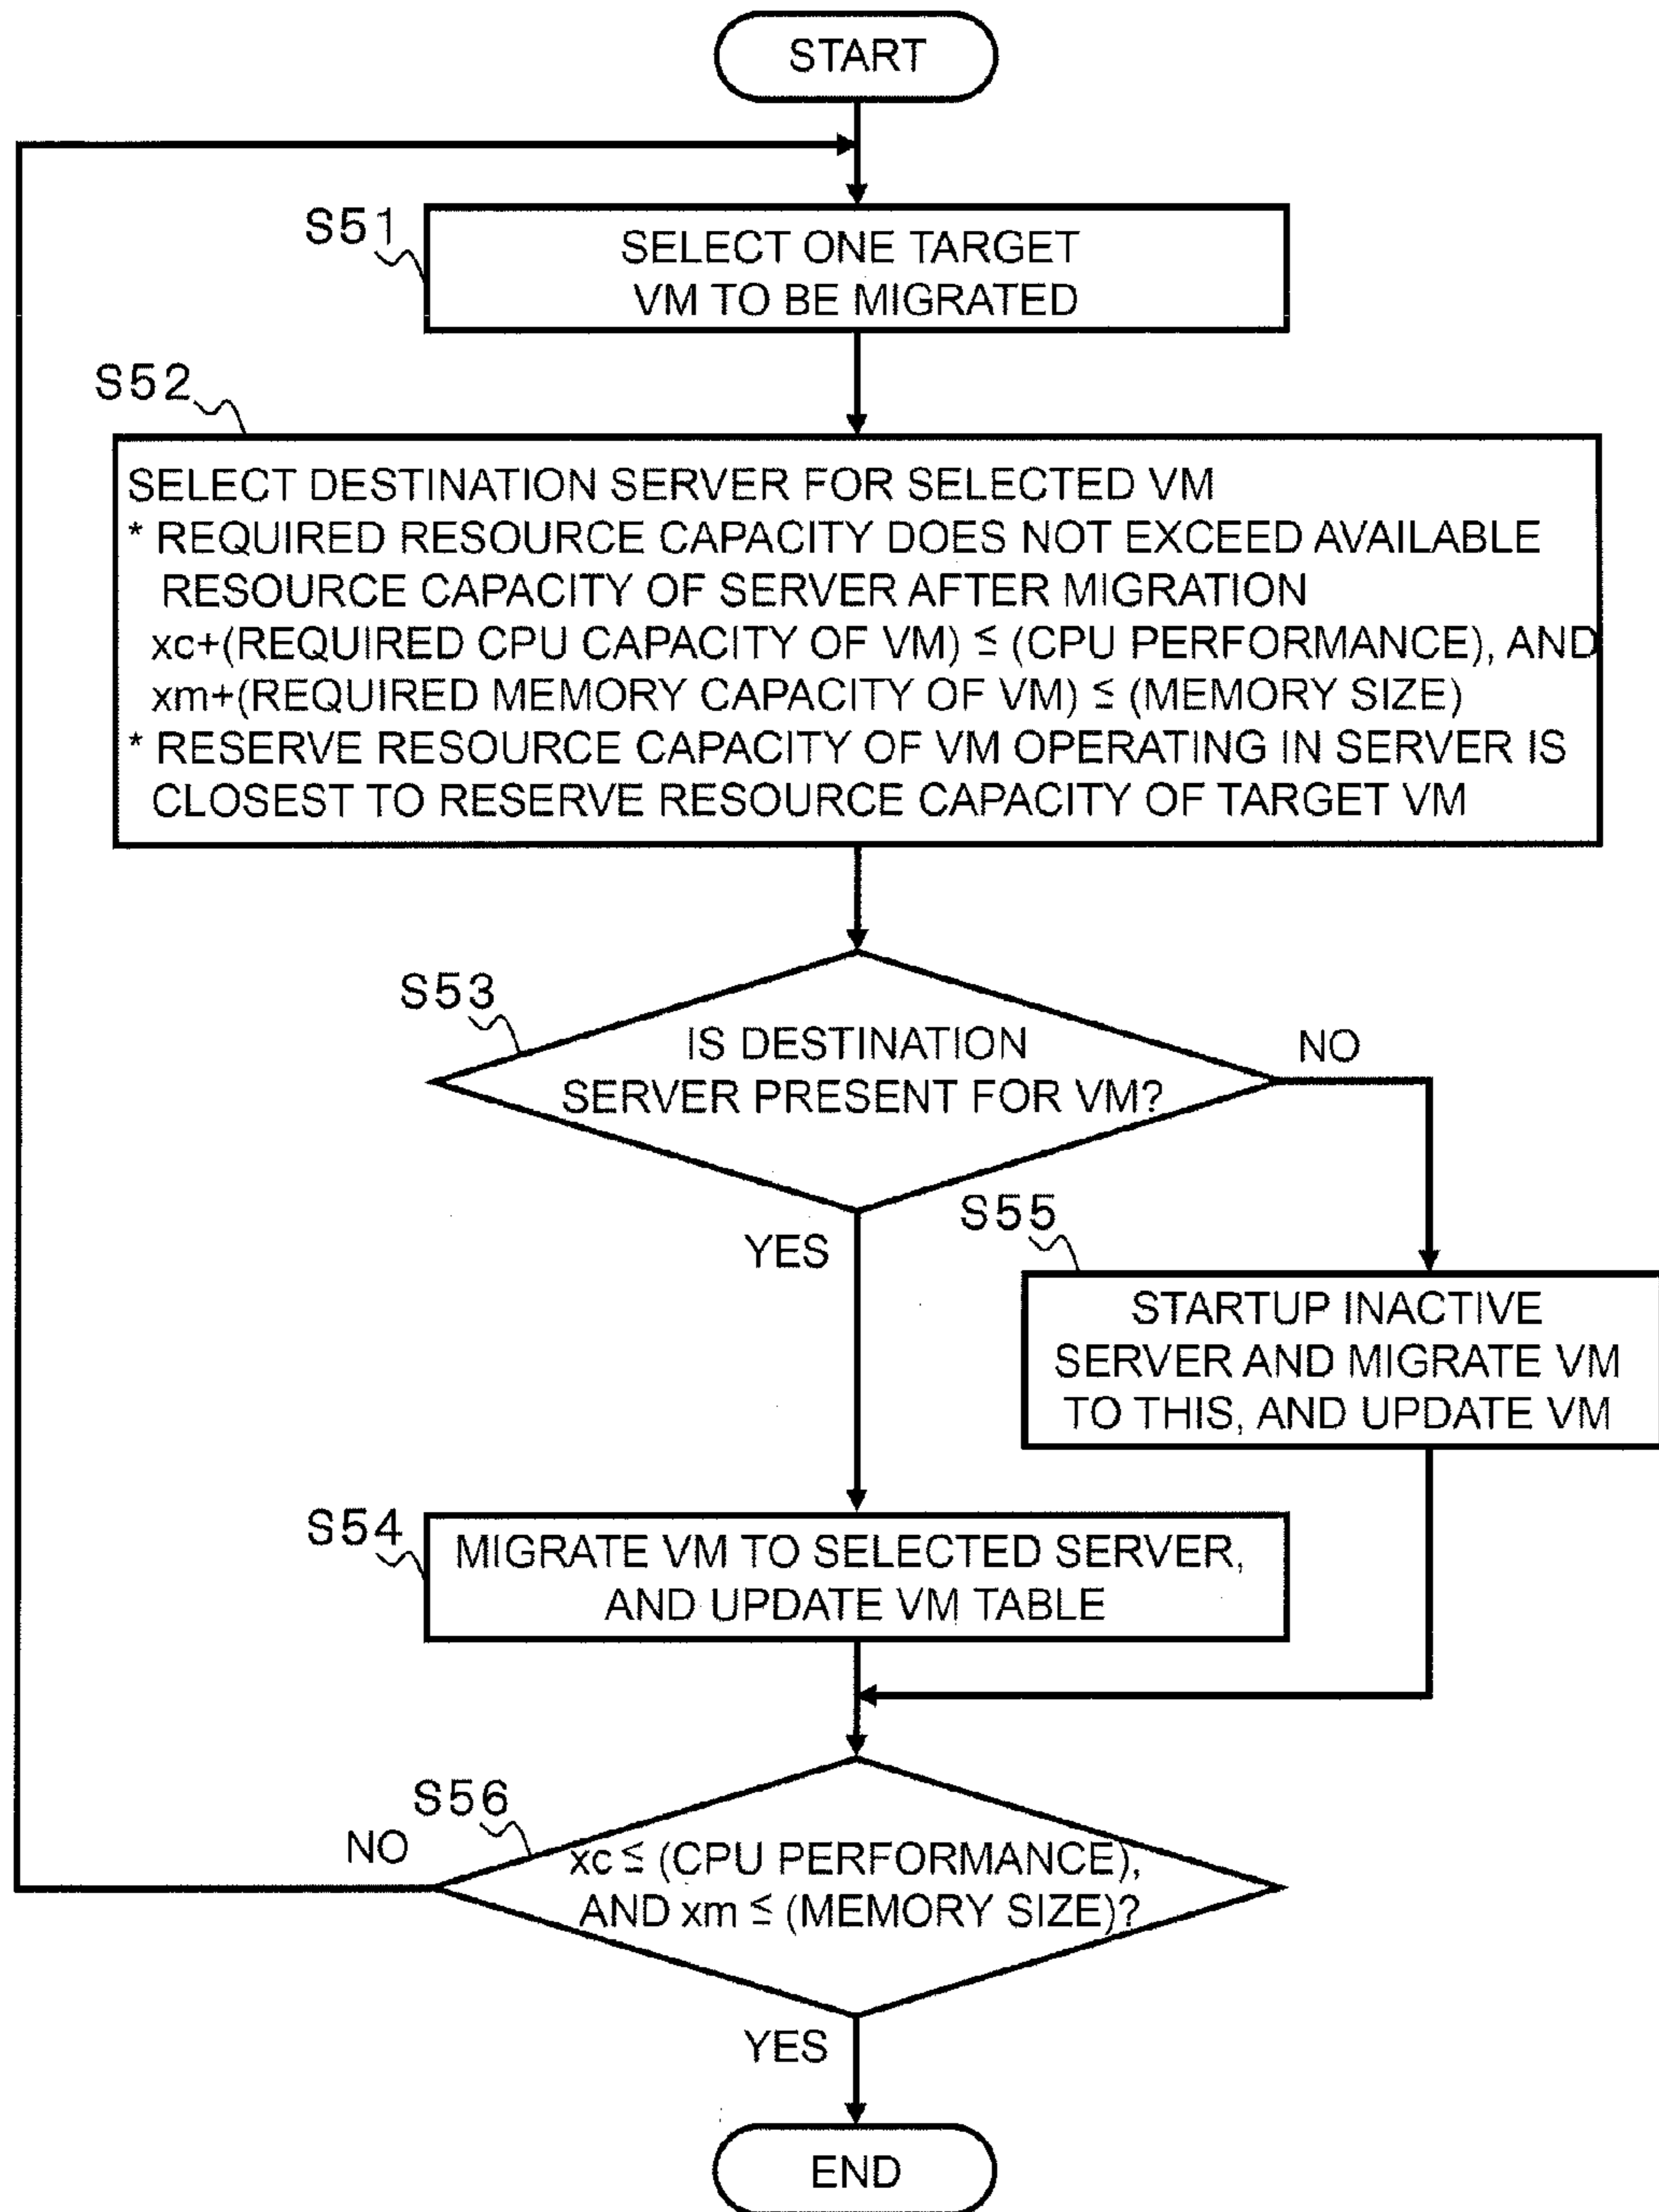 START
S51
SELECT ONE TARGET
VM TO BE MIGRATED
S52
SELECT DESTINATION SERVER FOR SELECTED VM
* REQUIRED RESOURCE CAPACITY DOES NOT EXCEED AVAILABLE
RESOURCE CAPACITY OF SERVER AFTER MIGRATION
xc+(REQUIRED CPU CAPACITY OF VM) ≦ (CPU PERFORMANCE), AND
xm+(REQUIRED MEMORY CAPACITY OF VM) ≦ (MEMORY SIZE)
* RESERVE RESOURCE CAPACITY OF VM OPERATING IN SERVER IS
CLOSEST TO RESERVE RESOURCE CAPACITY OF TARGET VM
S53
IS DESTINATION
SERVER PRESENT FOR VM?
NO
YES
S55
STARTUP INACTIVE
SERVER AND MIGRATE VM
TO THIS, AND UPDATE VM
S54
MIGRATE VM TO SELECTED SERVER,
AND UPDATE VM TABLE
S56
NO
xc ≦ (CPU PERFORMANCE),
AND xm ≦ (MEMORY SIZE)?
YES
END